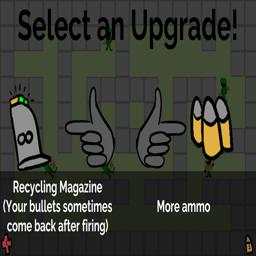 Select an Upgrade!
Recycling Magazine
(Your bullets sometimes
come back after firing)
More ammo